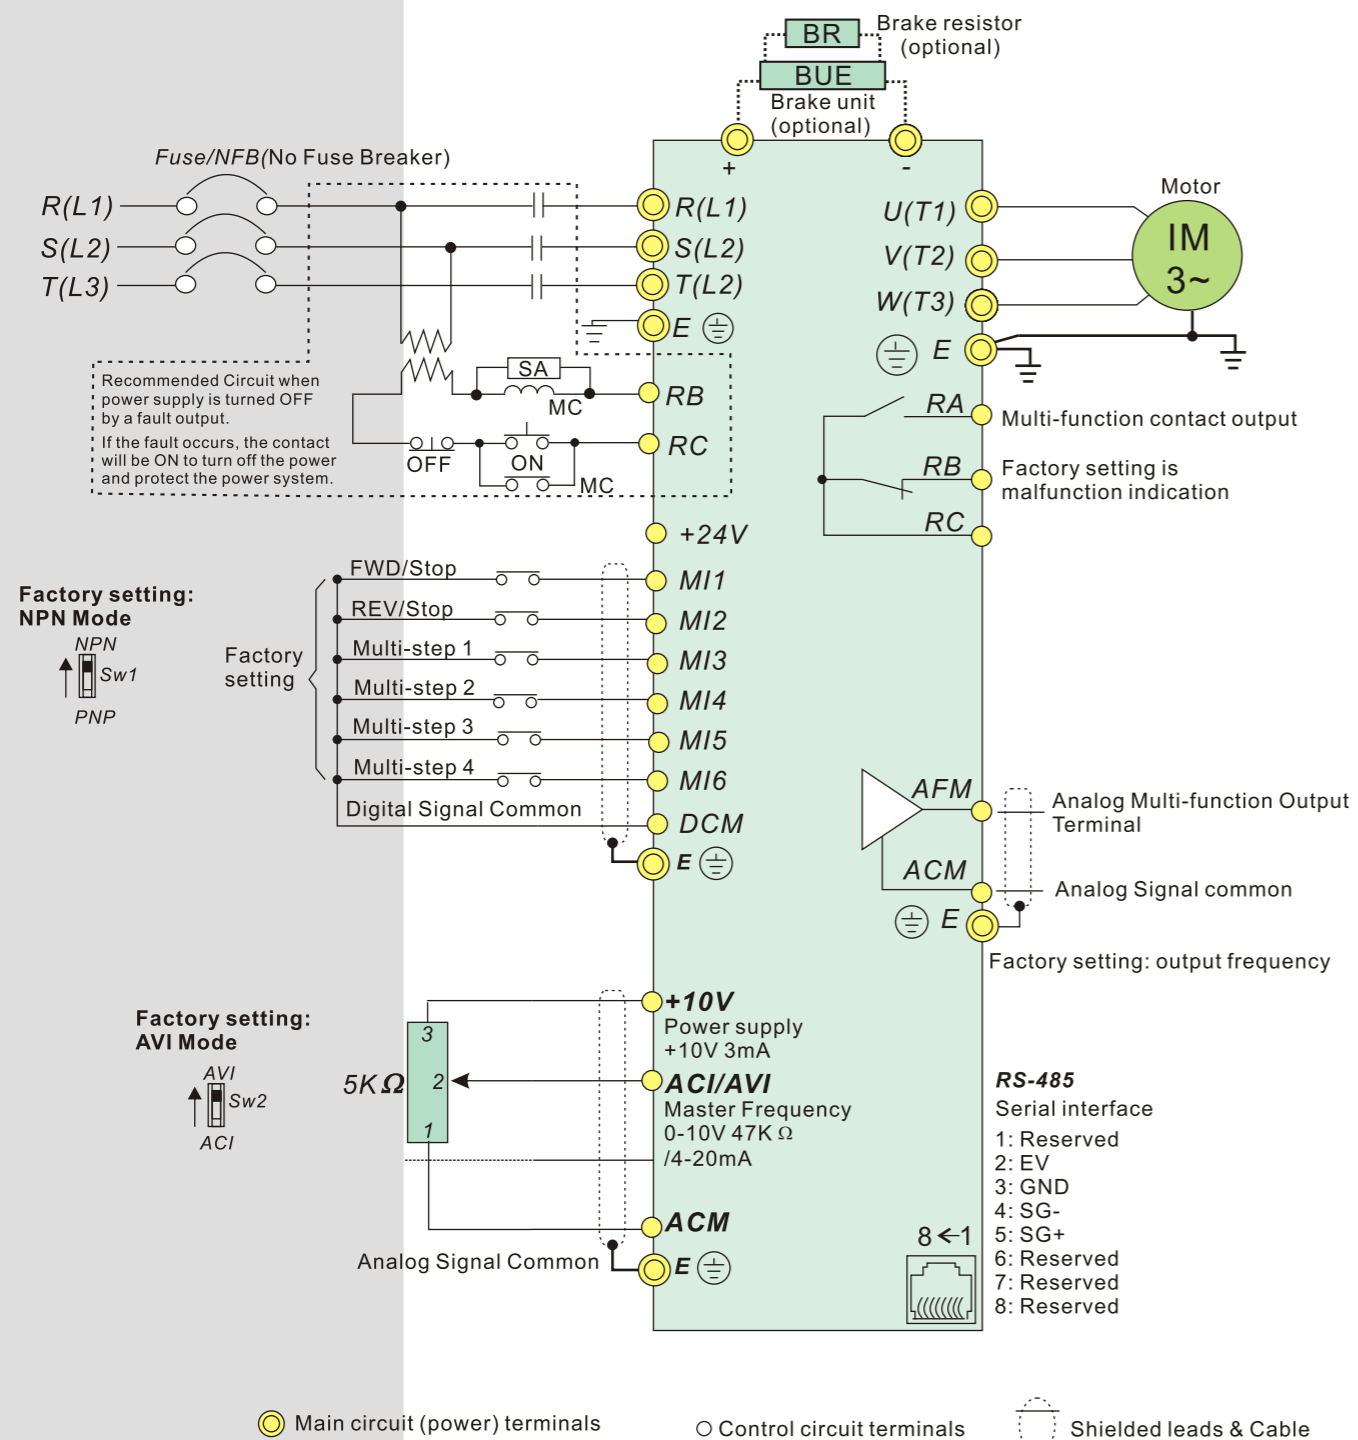 BR
Brake resistor
(optional)
BUE
Brake unit
(optional)
+
-
Fuse/NFB(No Fuse Breaker)
R(L1)
S(L2)
T(L3)
R(L1)
S(L2)
T(L2)
E
U(T1)
V(T2)
W(T3)
E
Motor
IM
3~
Recommended Circuit when
power supply is turned OFF
by a fault output.
If the fault occurs, the contact
will be ON to turn off the power
and protect the power system.
SA
MC
RB
OFF
ON
MC
RC
RA
Multi-function contact output
RB
Factory setting is
malfunction indication
RC
+24V
Factory setting:
NPN Mode
NPN
Sw1
PNP
Factory
setting
FWD/Stop
MI1
REV/Stop
MI2
Multi-step 1
MI3
Multi-step 2
MI4
Multi-step 3
MI5
Multi-step 4
MI6
Digital Signal Common
DCM
E
AFM
Analog Multi-function Output
Terminal
ACM
Analog Signal common
E
Factory setting: output frequency
Factory setting:
AVI Mode
AVI
Sw2
ACI
5KΩ
3
2
1
+10V
Power supply
+10V 3mA
ACI/AVI
Master Frequency
0-10V 47K Ω
/4-20mA
ACM
Analog Signal Common
E
RS-485
Serial interface
1: Reserved
2: EV
3: GND
4: SG-
5: SG+
6: Reserved
7: Reserved
8: Reserved
8←1
Main circuit (power) terminals
Control circuit terminals
Shielded leads & Cable